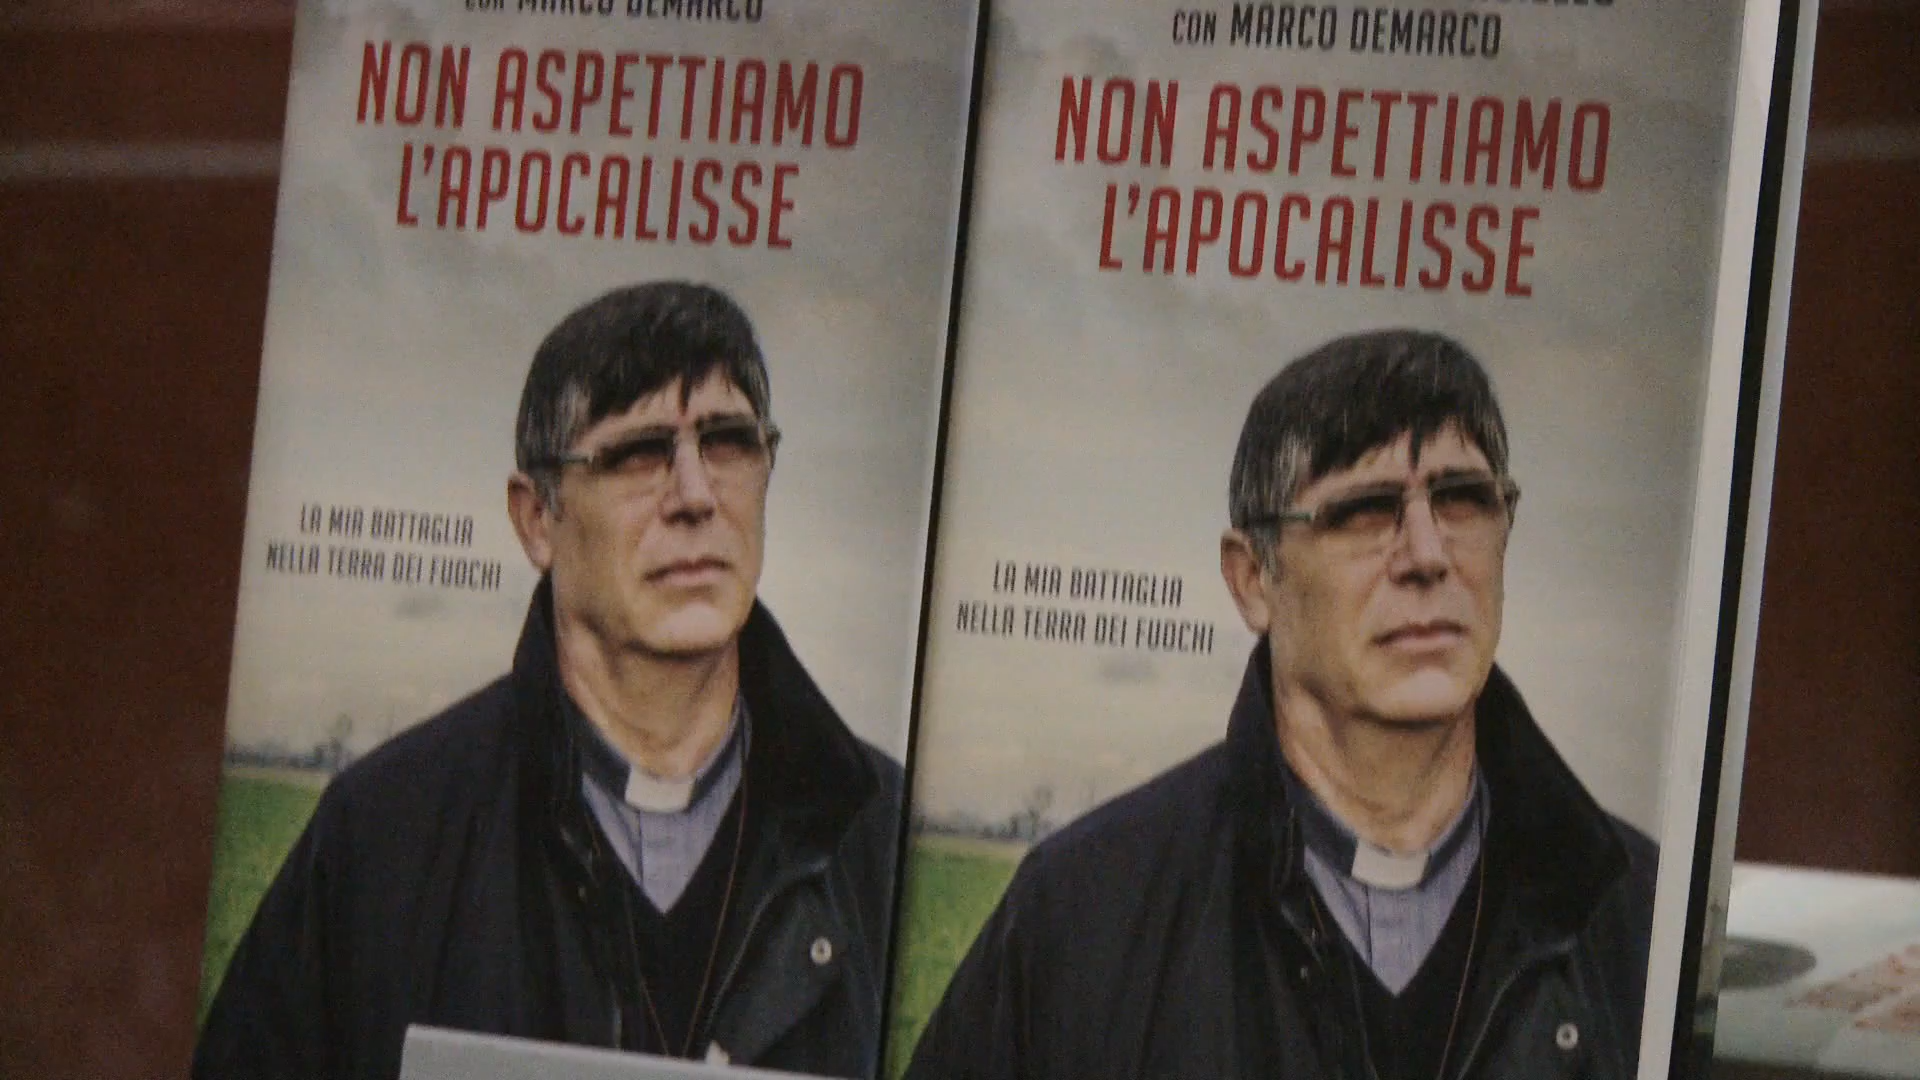 CON MARCO DEMARCO
NON ASPETTIAMO
L'APOCALISSE
LA MIA BATTAGLIA
NELLA TERRA DEI FUOCHI
CON MARCO DEMARCO
NON ASPETTIAMO
L'APOCALISSE
LA MIA BATTAGLIA
NELLA TERRA DEI FUOCHI